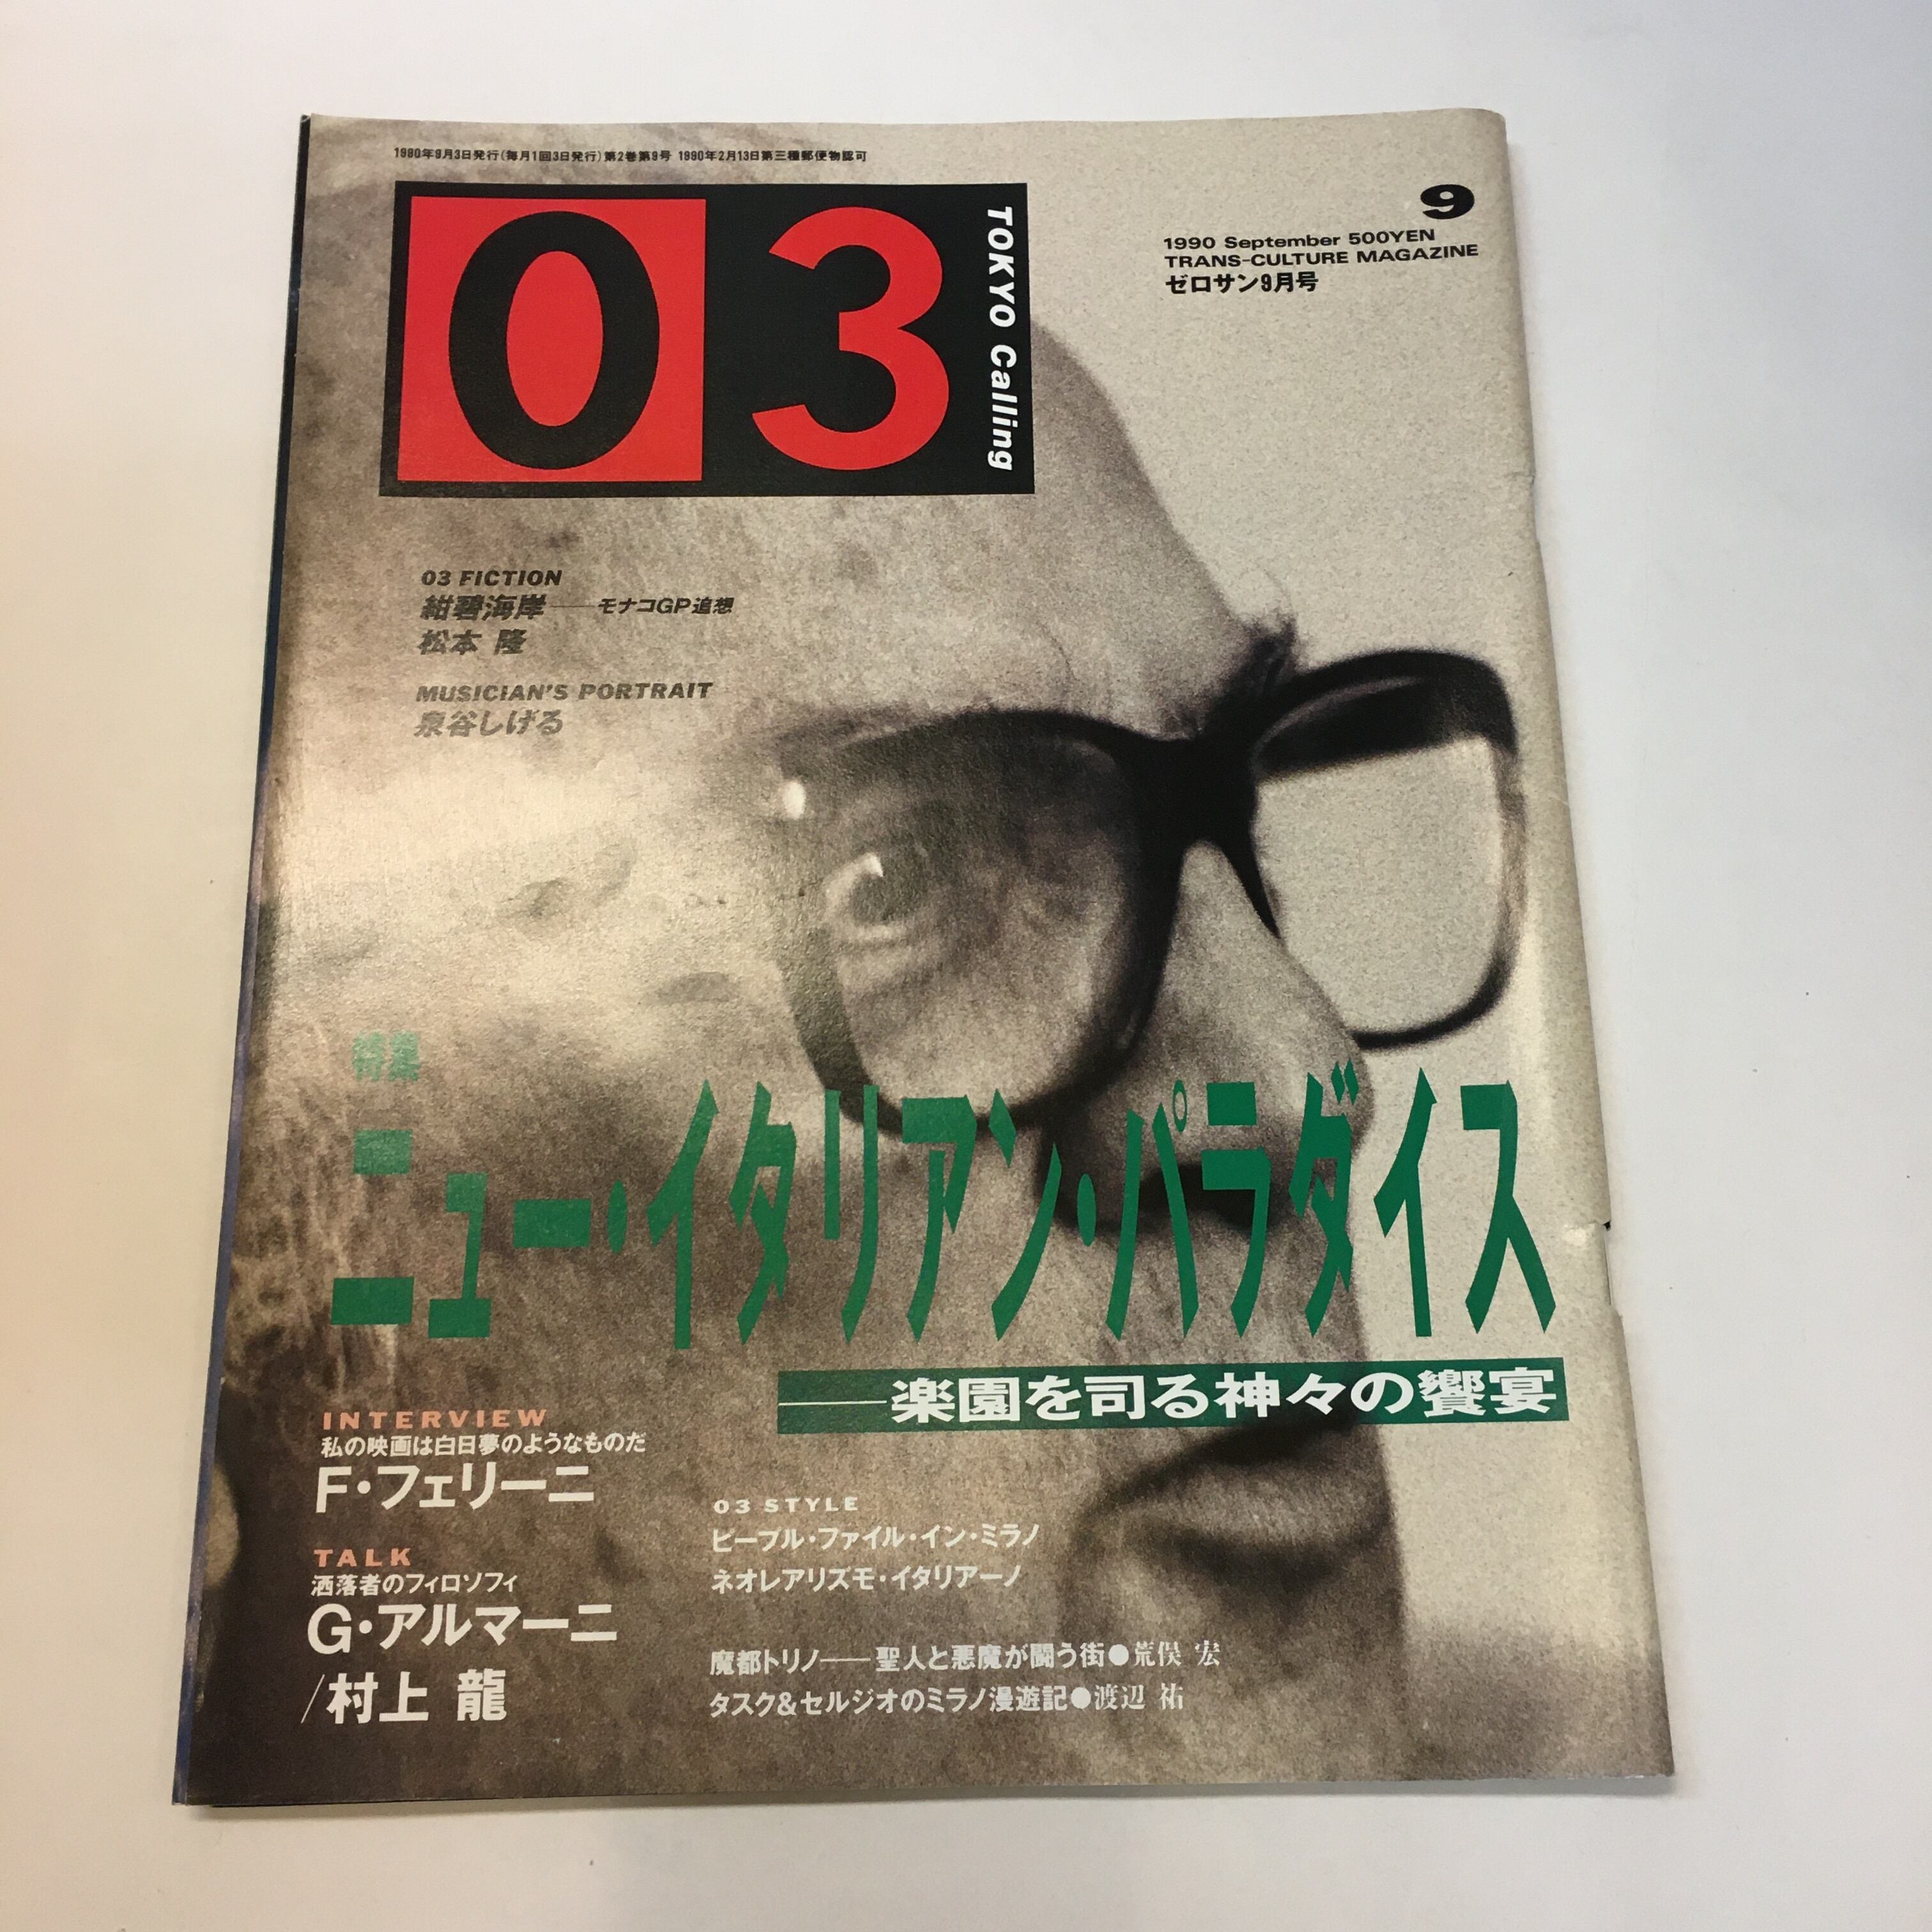 1990年9月3日発行(毎月1回3日発行)第2巻第9号 1990年2月13日第三種郵便物認可
03
TOKYO Calling
9
1990 September 500YEN
TRANS-CULTURE MAGAZINE
ゼロサン9月号
03 FICTION
紺碧海岸——モナコGP追想
松本 隆
MUSICIAN'S PORTRAIT
泉谷しげる
特集
ニュー・イタリアン・パラダイス
——楽園を司る神々の饗宴
INTERVIEW
私の映画は白日夢のようなものだ
F・フェリーニ
TALK
洒落者のフィロソフィ
G・アルマーニ
/村上 龍
03 STYLE
ピープル・ファイル・イン・ミラノ
ネオレアリズモ・イタリアーノ
魔都トリノ——聖人と悪魔が闘う街●荒俣 宏
タスク&セルジオのミラノ漫遊記●渡辺 祐